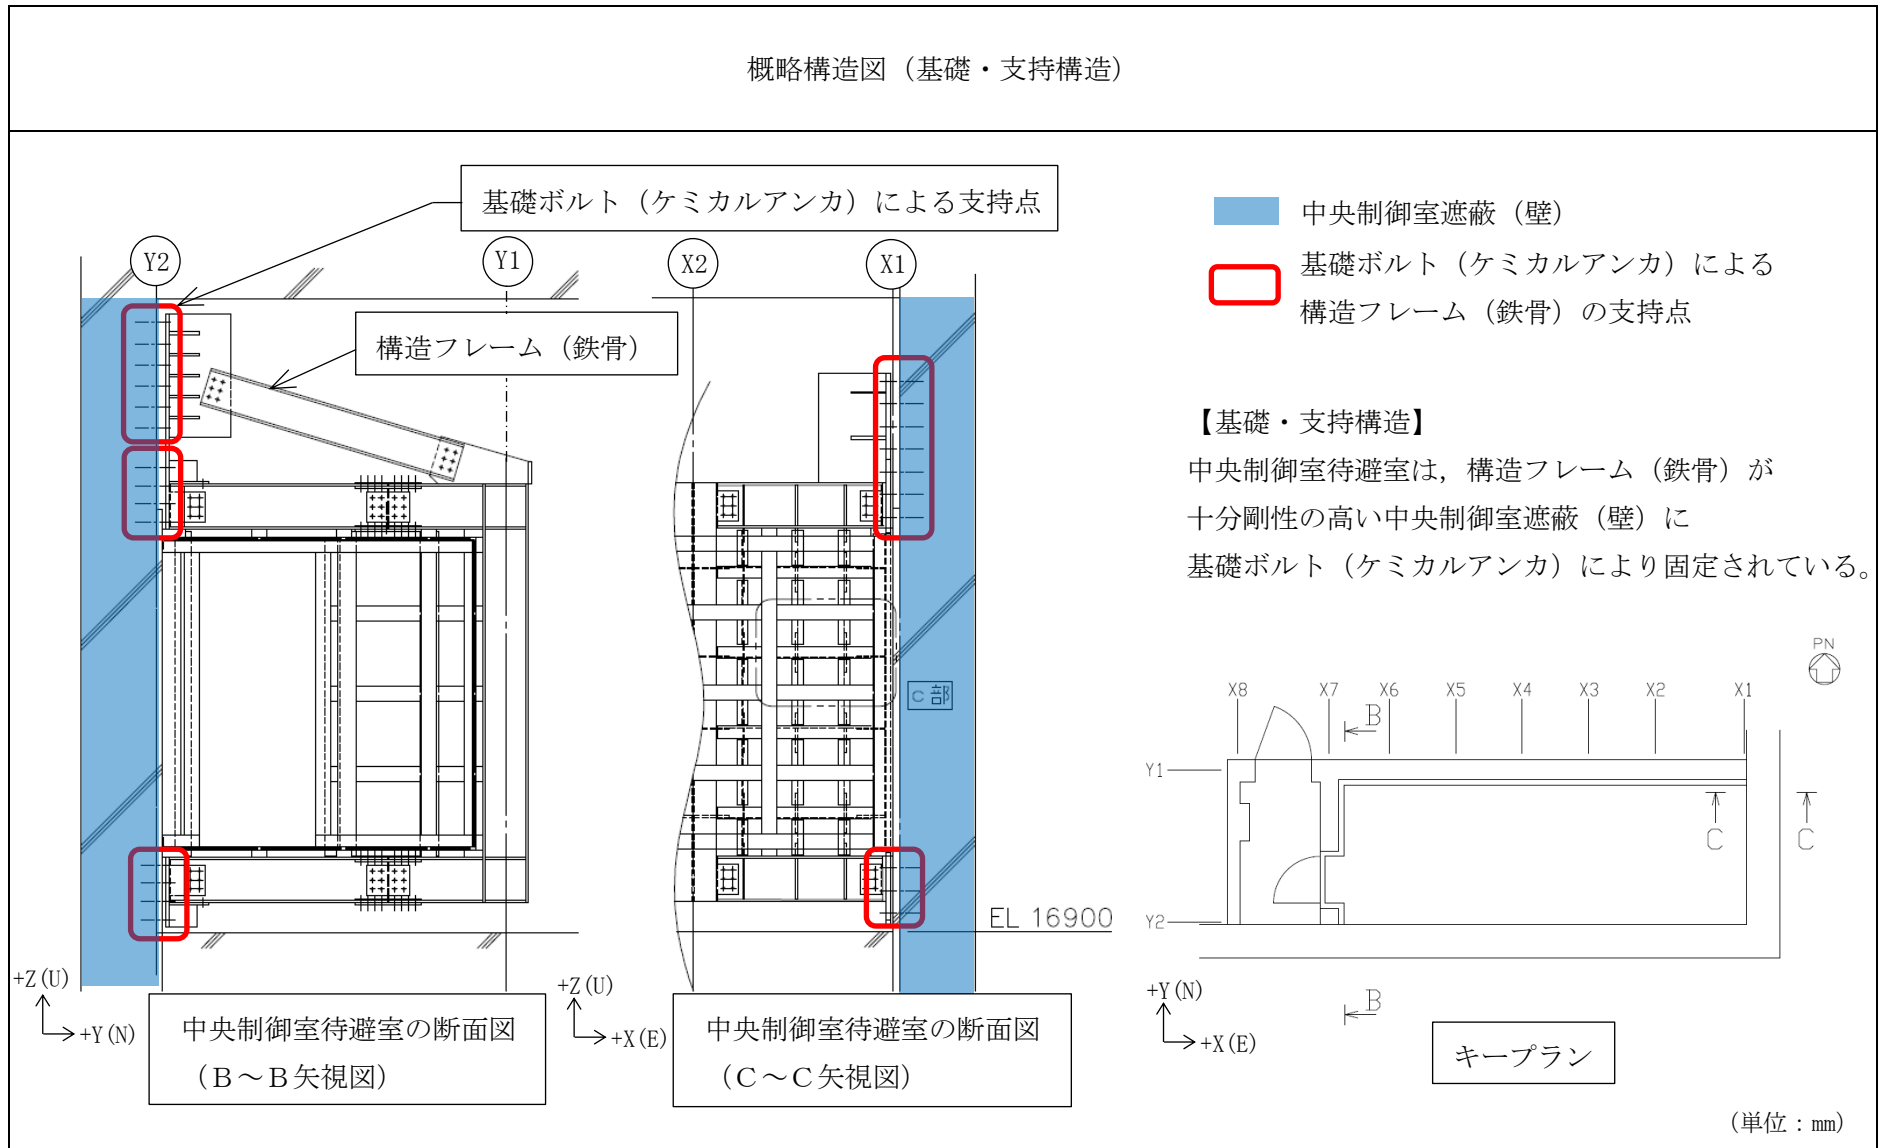 概略構造図(基礎・支持構造)
基礎ボルト(ケミカルアンカ)による支持点
Y2
Y1
X2
X1
構造フレーム(鉄骨)
中央制御室遮蔽(壁)
基礎ボルト(ケミカルアンカ)による
構造フレーム(鉄骨)の支持点
【基礎・支持構造】
中央制御室待避室は,構造フレーム(鉄骨)が
十分剛性の高い中央制御室遮蔽(壁)に
基礎ボルト(ケミカルアンカ)により固定されている。
C部
EL 16900
PN
X8 X7 X6 X5 X4 X3 X2 X1
B
Y1
C C
Y2
B
+Z(U)
+Y(N)
中央制御室待避室の断面図
(B～B矢視図)
+Z(U)
+X(E)
中央制御室待避室の断面図
(C～C矢視図)
+Y(N)
+X(E)
キープラン
(単位:mm)